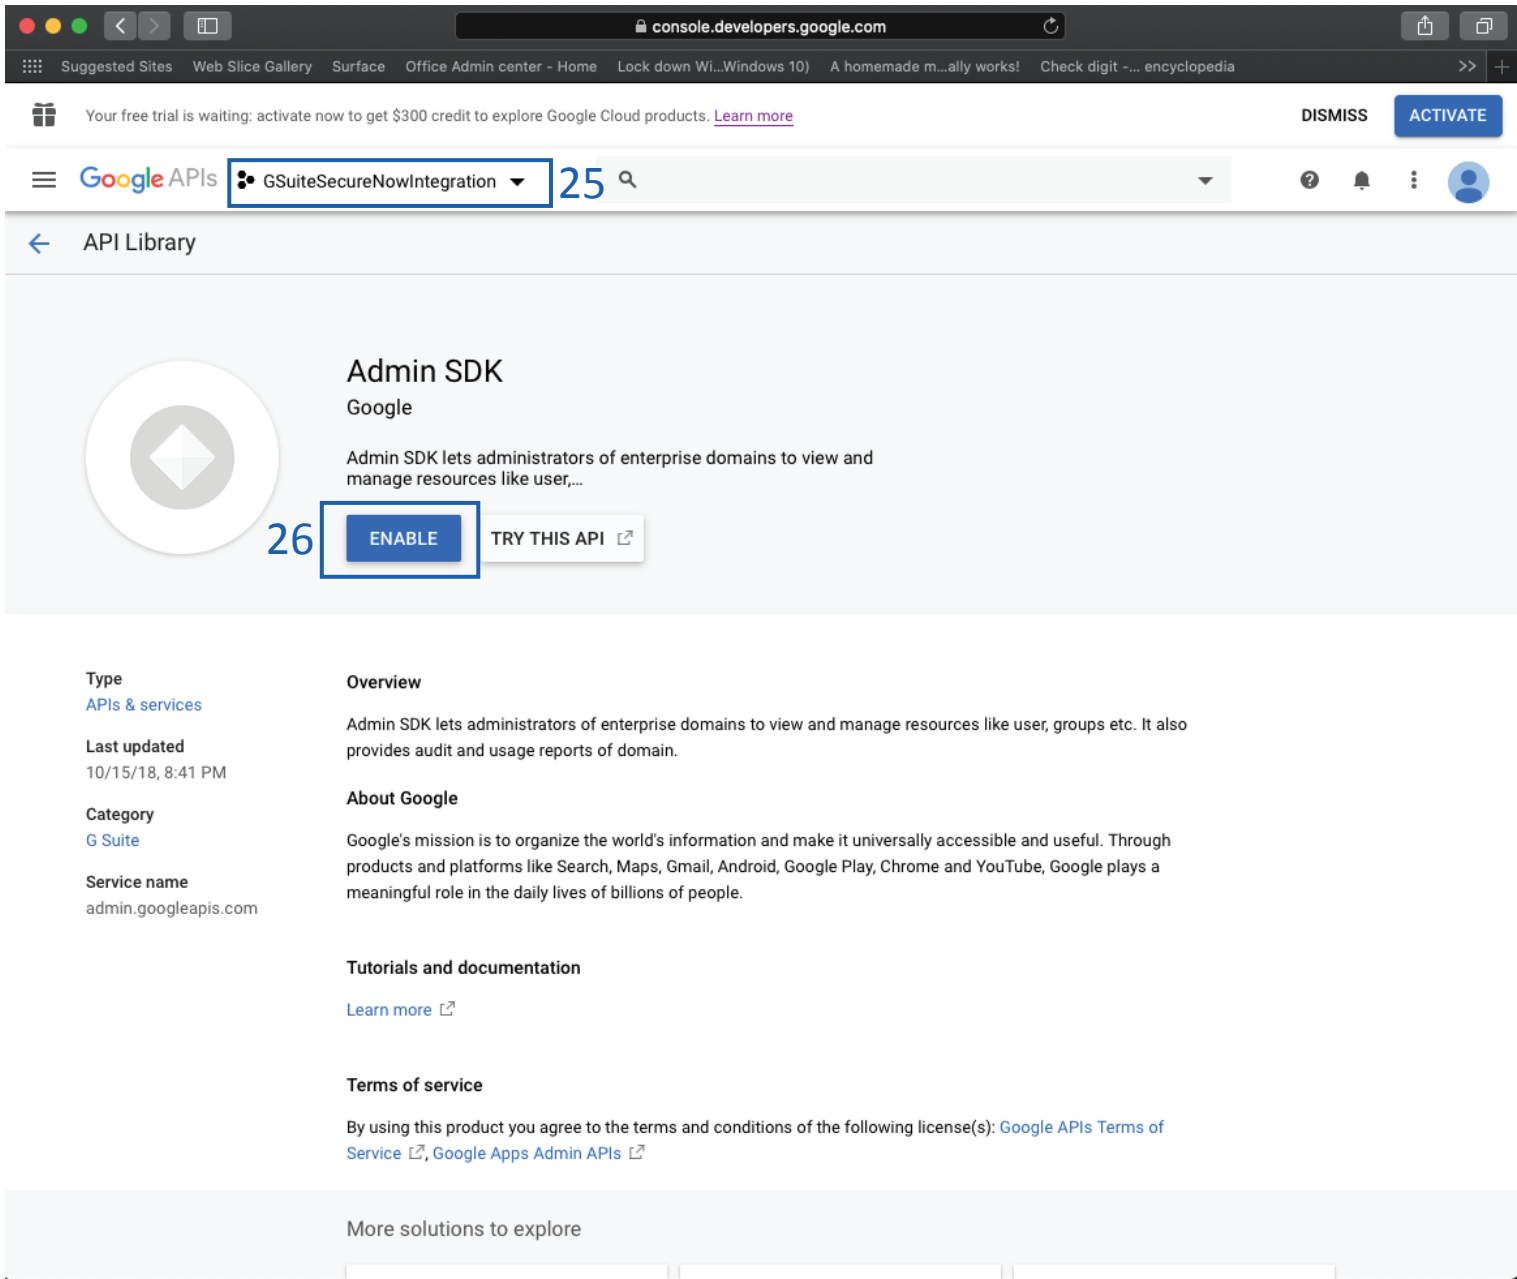 console.developers.google.com
Suggested Sites Web Slice Gallery Surface Office Admin center - Home Lock down Wi...Windows 10) A homemade m...ally works! Check digit -... encyclopedia >> +
Your free trial is waiting: activate now to get $300 credit to explore Google Cloud products. Learn more DISMISS ACTIVATE
Google APIs GSuiteSecureNowIntegration 25
API Library
Admin SDK
Google
Admin SDK lets administrators of enterprise domains to view and
manage resources like user,...
26 ENABLE TRY THIS API
Type
APIs & services
Last updated
10/15/18, 8:41 PM
Category
G Suite
Service name
admin.googleapis.com
Overview
Admin SDK lets administrators of enterprise domains to view and manage resources like user, groups etc. It also
provides audit and usage reports of domain.
About Google
Google's mission is to organize the world's information and make it universally accessible and useful. Through
products and platforms like Search, Maps, Gmail, Android, Google Play, Chrome and YouTube, Google plays a
meaningful role in the daily lives of billions of people.
Tutorials and documentation
Learn more
Terms of service
By using this product you agree to the terms and conditions of the following license(s): Google APIs Terms of
Service, Google Apps Admin APIs
More solutions to explore